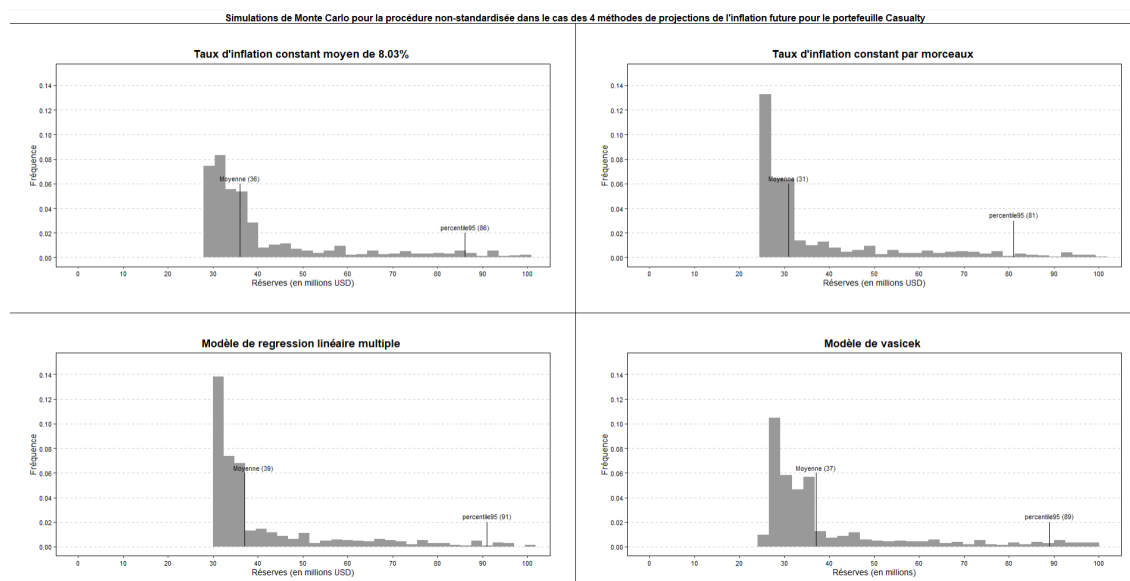 Simulations de Monte Carlo pour la procédure non-standardisée dans le cas des 4 méthodes de projections de l'inflation future pour le portefeuille Casualty
Taux d'inflation constant moyen de 8.03%
Fréquence
0.14
0.12
0.10
0.08
0.06
0.04
0.02
0.00
Moyenne (36)
percentile95 (86)
0 10 20 30 40 50 60 70 80 90 100
Réserves (en millions USD)
Taux d'inflation constant par morceaux
Fréquence
0.14
0.12
0.10
0.08
0.06
0.04
0.02
0.00
Moyenne (31)
percentile95 (81)
0 10 20 30 40 50 60 70 80 90 100
Réserves (en millions USD)
Modèle de regression linéaire multiple
Fréquence
0.14
0.12
0.10
0.08
0.06
0.04
0.02
0.00
Moyenne (39)
percentile95 (91)
0 10 20 30 40 50 60 70 80 90 100
Réserves (en millions USD)
Modèle de vasicek
Fréquence
0.14
0.12
0.10
0.08
0.06
0.04
0.02
0.00
Moyenne (37)
percentile95 (89)
0 10 20 30 40 50 60 70 80 90 100
Réserves (en millions)